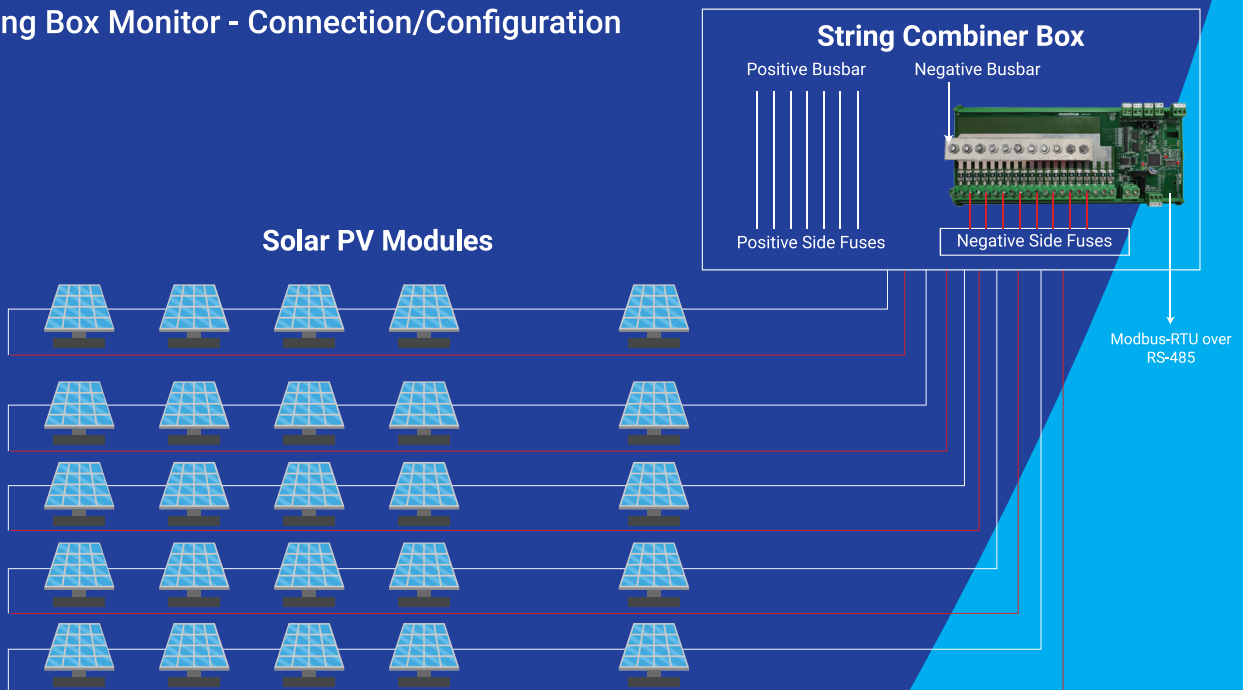 ng Box Monitor - Connection/Configuration
String Combiner Box
Positive Busbar
Negative Busbar
Positive Side Fuses
Negative Side Fuses
Solar PV Modules
Modbus-RTU over
RS-485